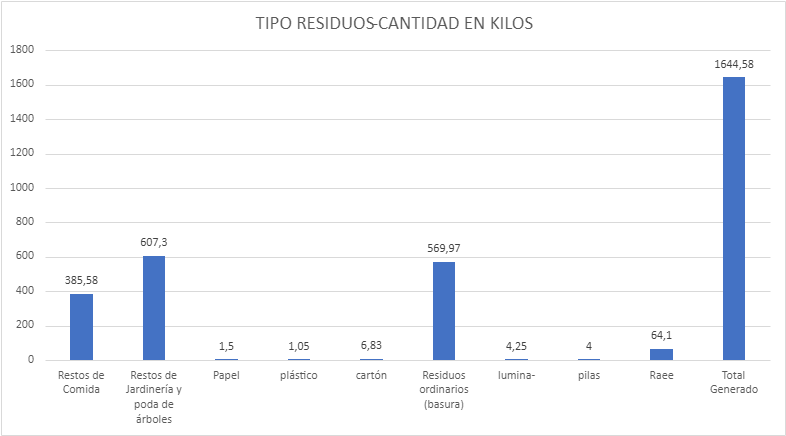 TIPO RESIDUOS-CANTIDAD EN KILOS
1800
1600
1400
1200
1000
800
600
400
200
0
385,58
607,3
1,5
1,05
6,83
569,97
4,25
4
64,1
1644,58
Restos de
Comida
Restos de
Jardinería y
poda de
árboles
Papel
plástico
cartón
Residuos
ordinarios
(basura)
lumina-
pilas
Raee
Total
Generado